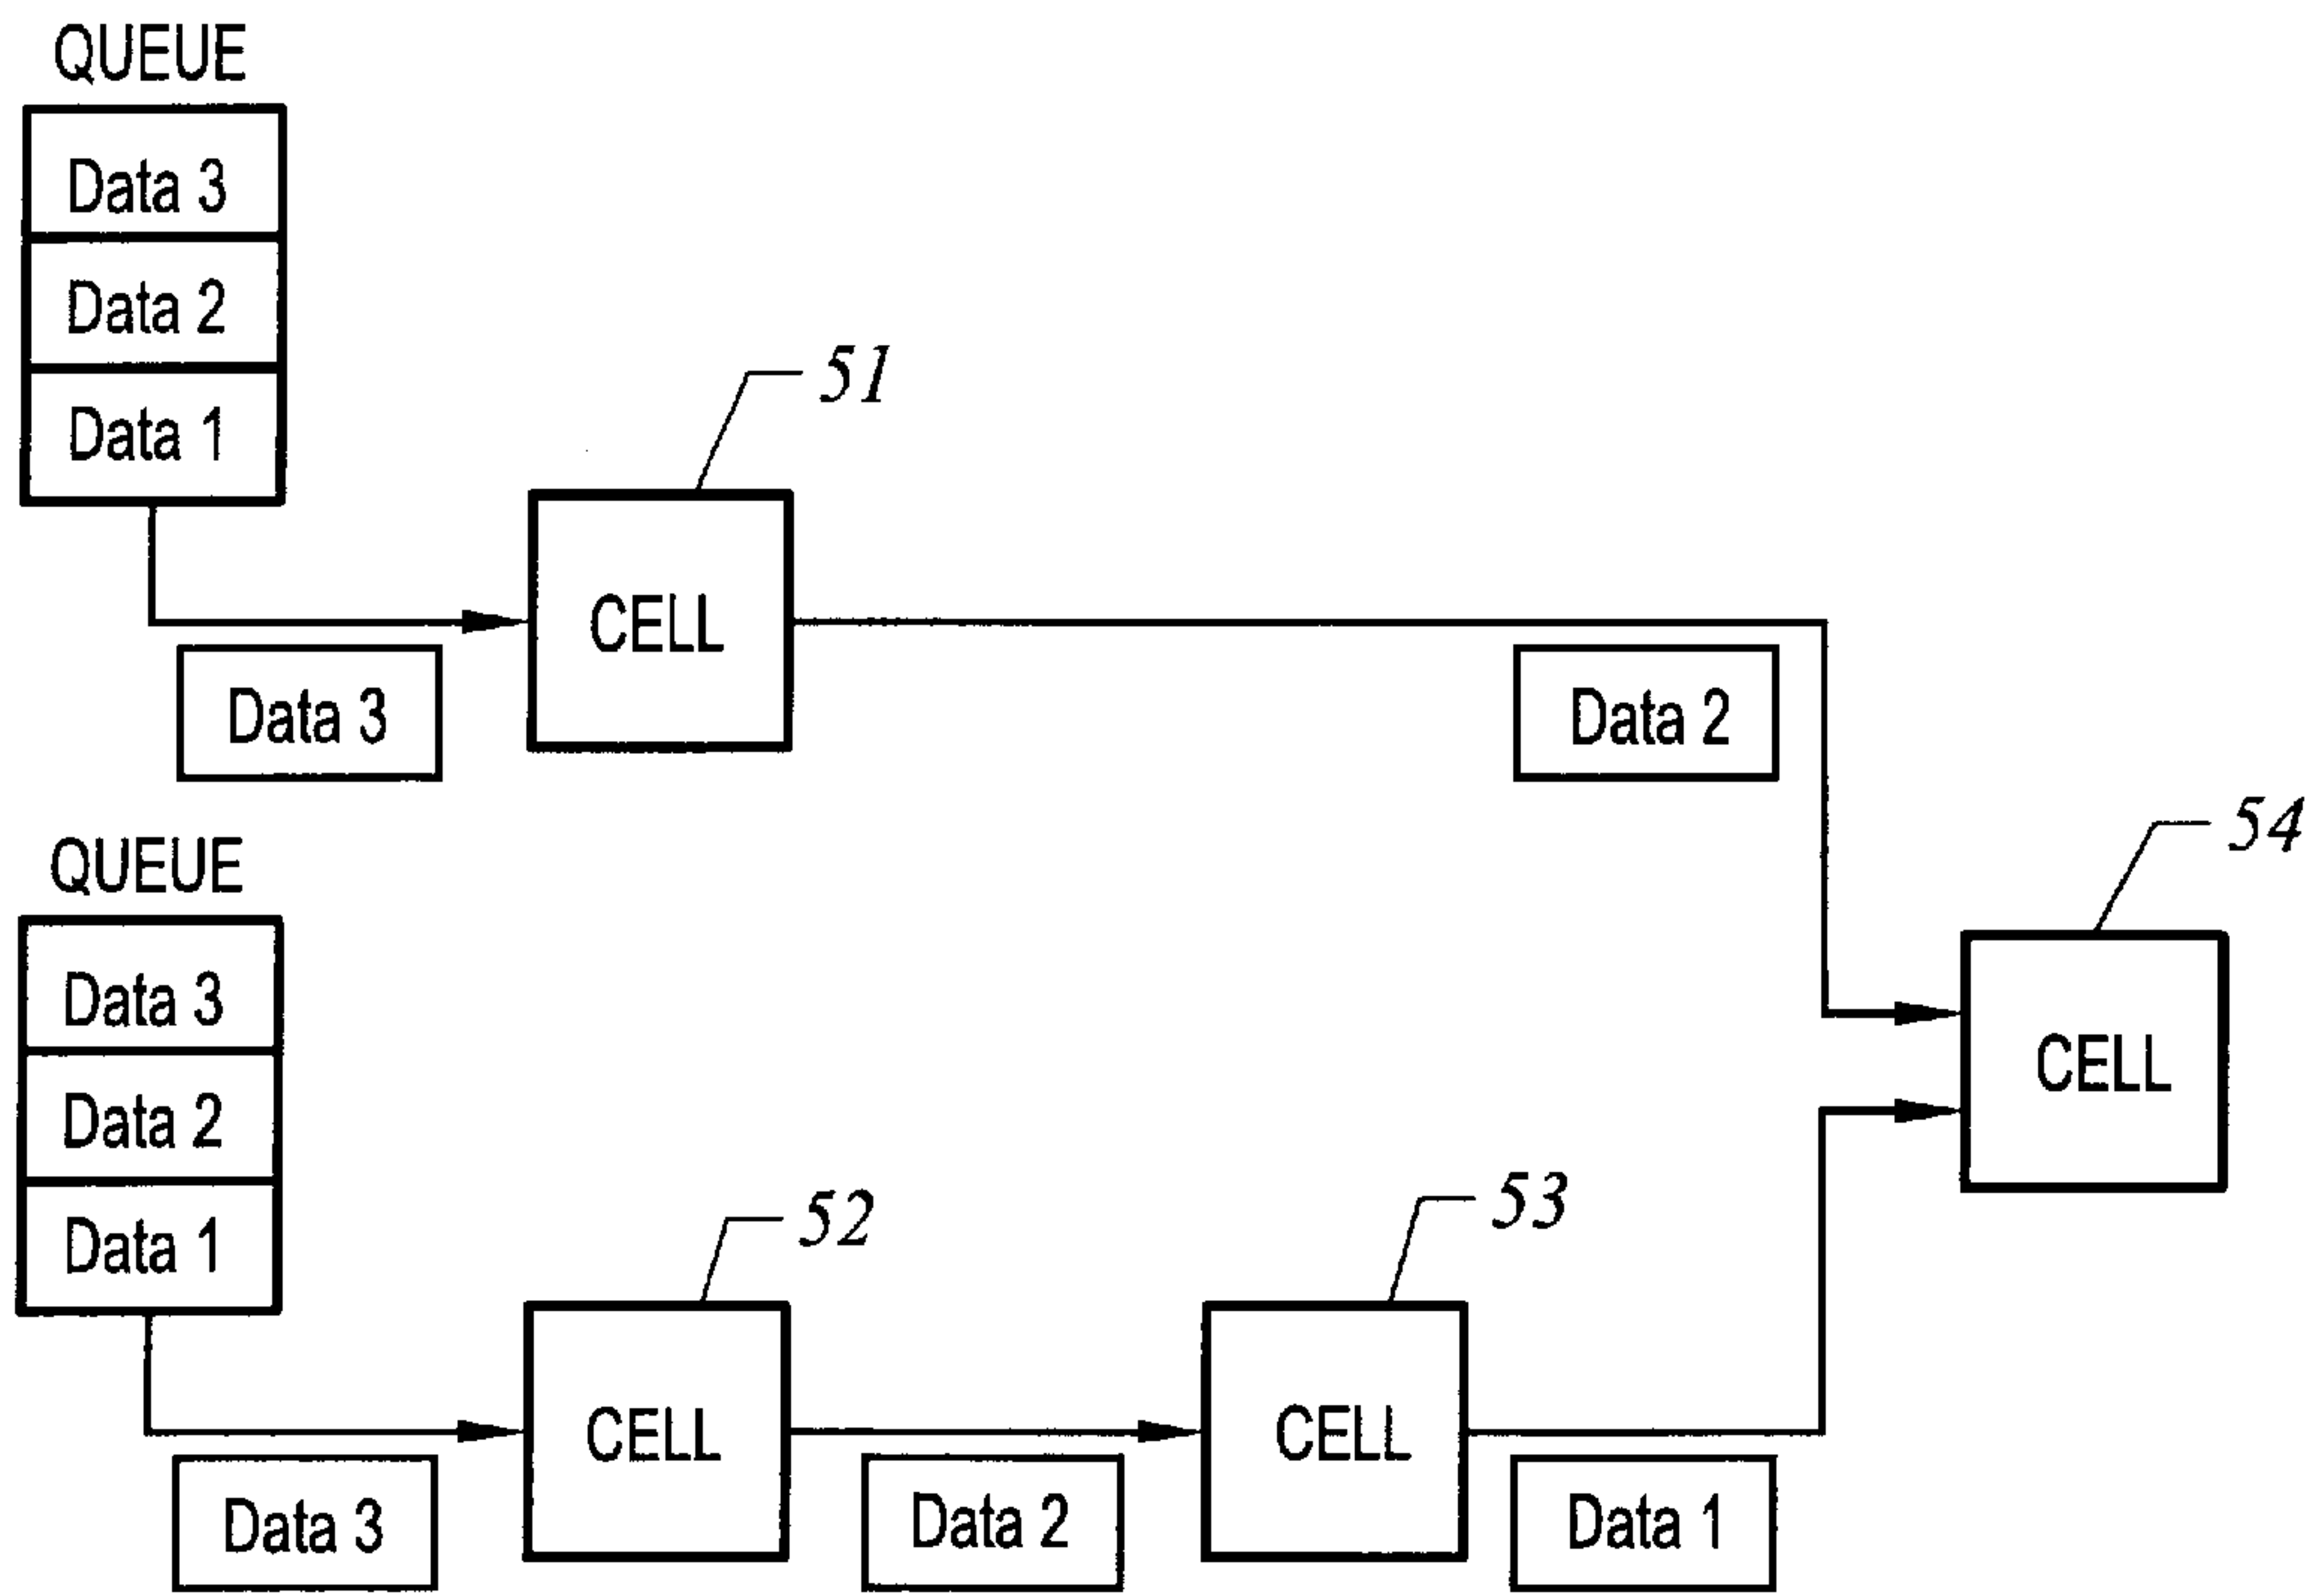 QUEUE
Data 3
Data 2
Data 1
51
CELL
Data 3
Data 2
54
CELL
QUEUE
Data 3
Data 2
Data 1
52
53
CELL
CELL
Data 3
Data 2
Data 1